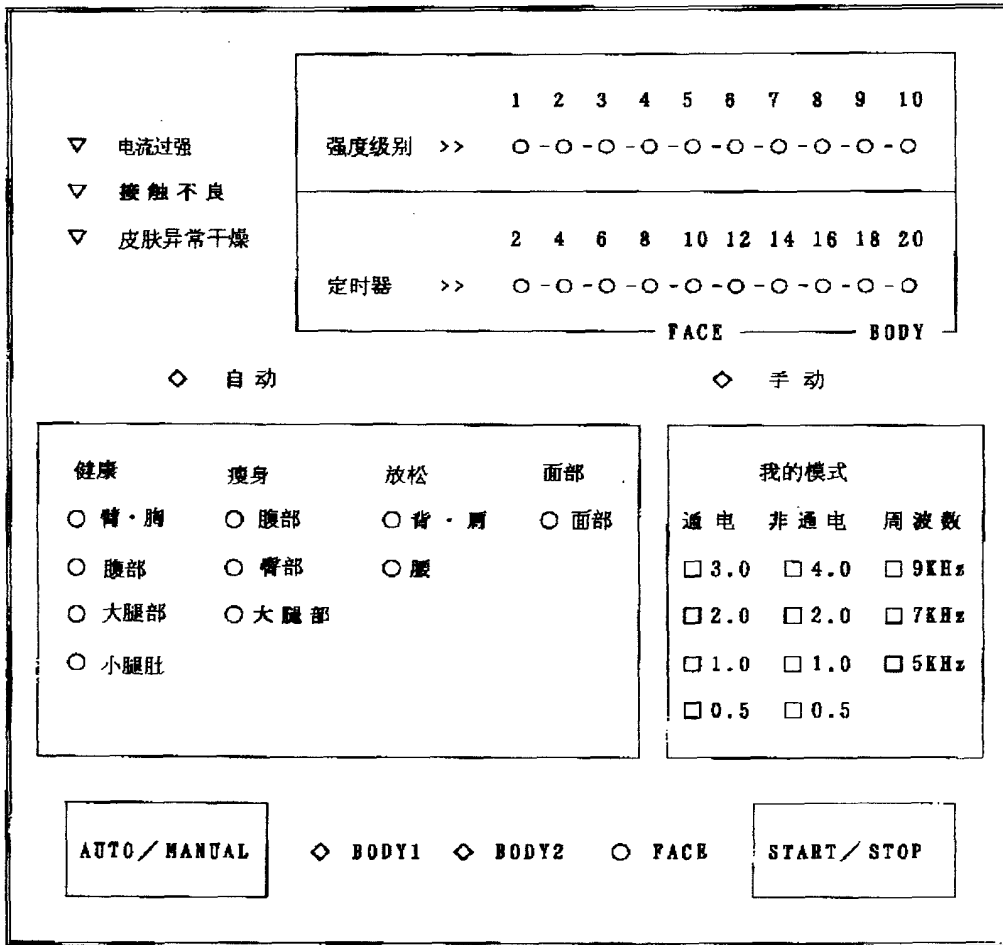 1 2 3 4 5 6 7 8 9 10
强度级别 >>
2 4 6 8 10 12 14 16 18 20
定时器 >>
FACE BODY
▽ 电流过强
▽ 接触不良
▽ 皮肤异常干燥
◇ 自动
◇ 手动
健康 瘦身 放松 面部
○ 臂·胸 ○ 腹部 ○ 背·肩 ○ 面部
○ 腹部 ○ 臀部 ○ 腰
○ 大腿部 ○ 大腿部
○ 小腿肚
我的模式
通电 非通电 周波数
□ 3.0 □ 4.0 □ 9KHz
□ 2.0 □ 2.0 □ 7KHz
□ 1.0 □ 1.0 □ 5KHz
□ 0.5 □ 0.5
AUTO/MANUAL ◇ BODY1 ◇ BODY2 ○ FACE START/STOP